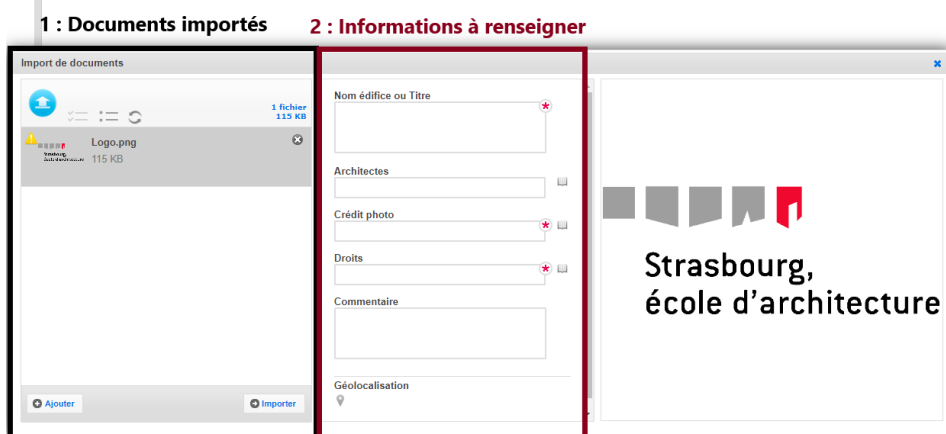 1 : Documents importés
2 : Informations à renseigner
Import de documents
1 fichier
115 KB
Logo.png
115 KB
Ajouter
Importer
Nom édifice ou Titre
*
Architectes
Crédit photo
*
Droits
*
Commentaire
Géolocalisation
Strasbourg,
école d'architecture